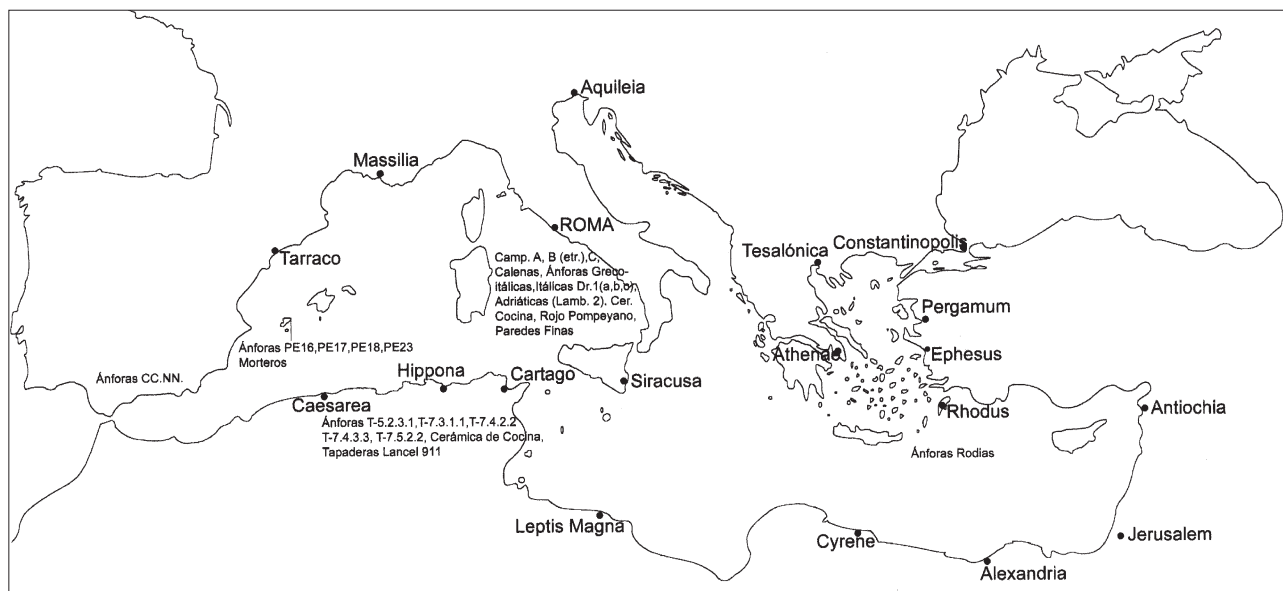 Aquileia
Massilia
ROMA
Tarraco
Camp. A, B (etr.),C,
Calenas, Ánforas Greco-
itálicas,Itálicas Dr.1(a,b,c),
Adriáticas (Lamb. 2). Cer.
Cocina, Rojo Pompeyano,
Paredes Finas
Tesalónica
Constantinopolis
Pergamum
Ánforas PE16,PE17,PE18,PE23
Morteros
Athenae
Ephesus
Ánforas CC.NN.
Hippona
Cartago
Siracusa
Caesarea
Rhodus
Antiochia
Ánforas T-5.2.3.1,T-7.3.1.1,T-7.4.2.2
T-7.4.3.3, T-7.5.2.2, Cerámica de Cocina,
Tapaderas Lancel 911
Ánforas Rodias
Leptis Magna
Cyrene
Jerusalem
Alexandria